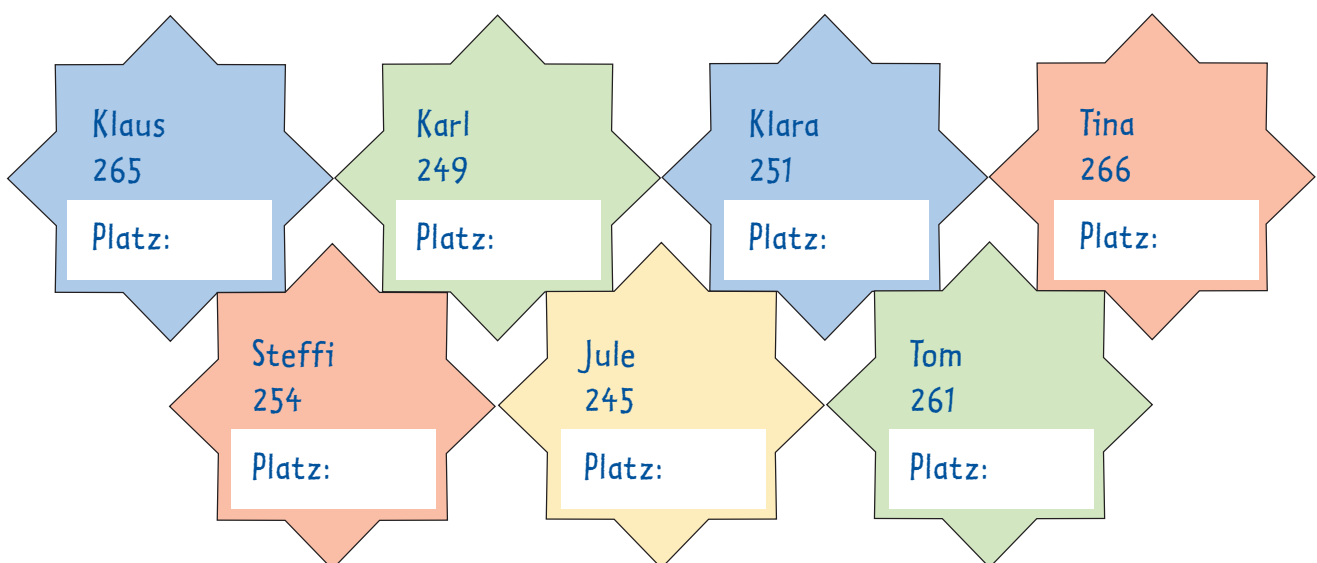 Klaus
265
Platz:
Karl
249
Platz:
Klara
251
Platz:
Tina
266
Platz:
Steffi
254
Platz:
Jule
245
Platz:
Tom
261
Platz: